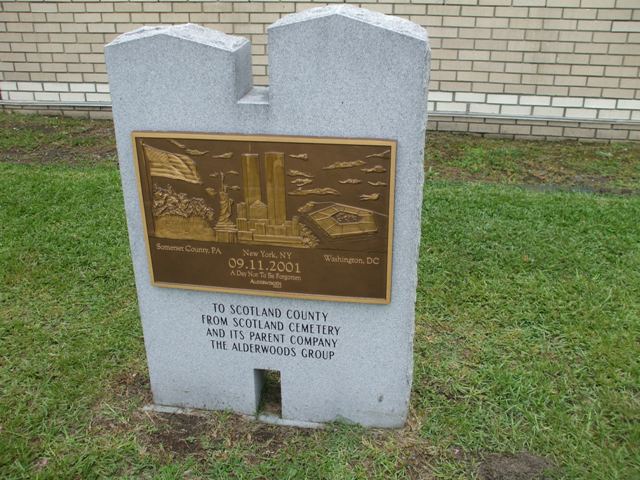 Somerset County, PA
New York, NY
Washington, DC
09.11.2001
A Day Not To Be Forgotten
ALDERWOODS
TO SCOTLAND COUNTY
FROM SCOTLAND CEMETERY
AND ITS PARENT COMPANY
THE ALDERWOODS GROUP